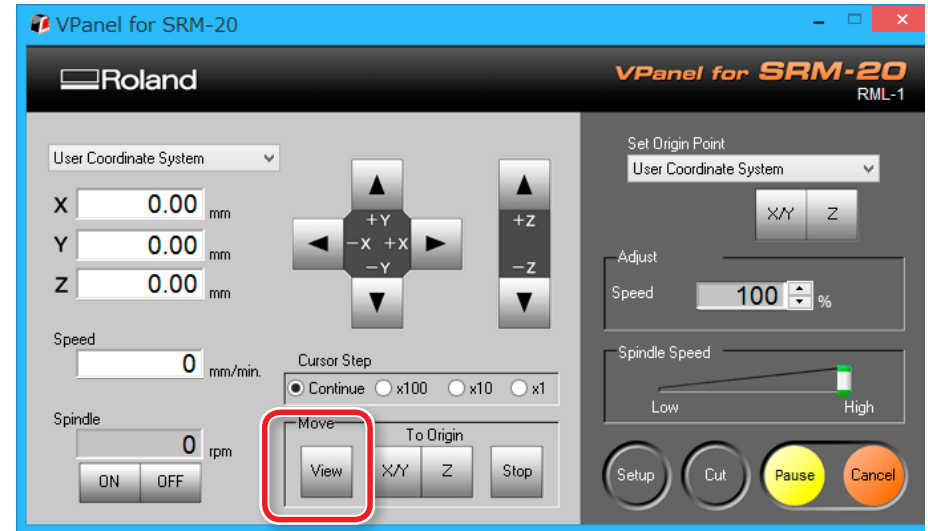 VPanel for SRM-20
Roland
VPanel for SRM-20
RML-1
User Coordinate System
X 0.00 mm
Y 0.00 mm
Z 0.00 mm
Speed
0 mm/min.
Spindle
0 rpm
ON OFF
+Y
-X +X
-Y
+Z
-Z
Cursor Step
Continue x100 x10 x1
Move
To Origin
View X/Y Z Stop
Set Origin Point
User Coordinate System
X/Y Z
Adjust
Speed 100 %
Spindle Speed
Low High
Setup Cut Pause Cancel